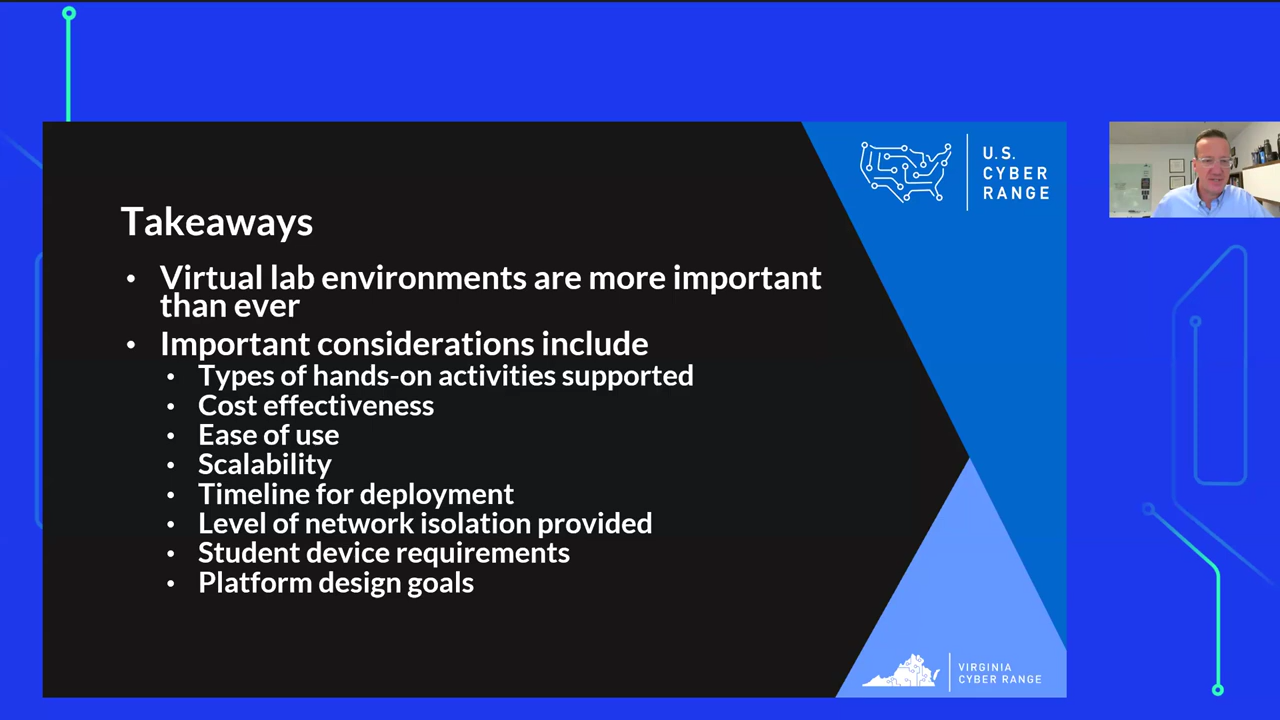 U.S.
CYBER
RANGE
Takeaways
• Virtual lab environments are more important
than ever
• Important considerations include
• Types of hands-on activities supported
• Cost effectiveness
• Ease of use
• Scalability
• Timeline for deployment
• Level of network isolation provided
• Student device requirements
• Platform design goals
VIRGINIA
CYBER RANGE